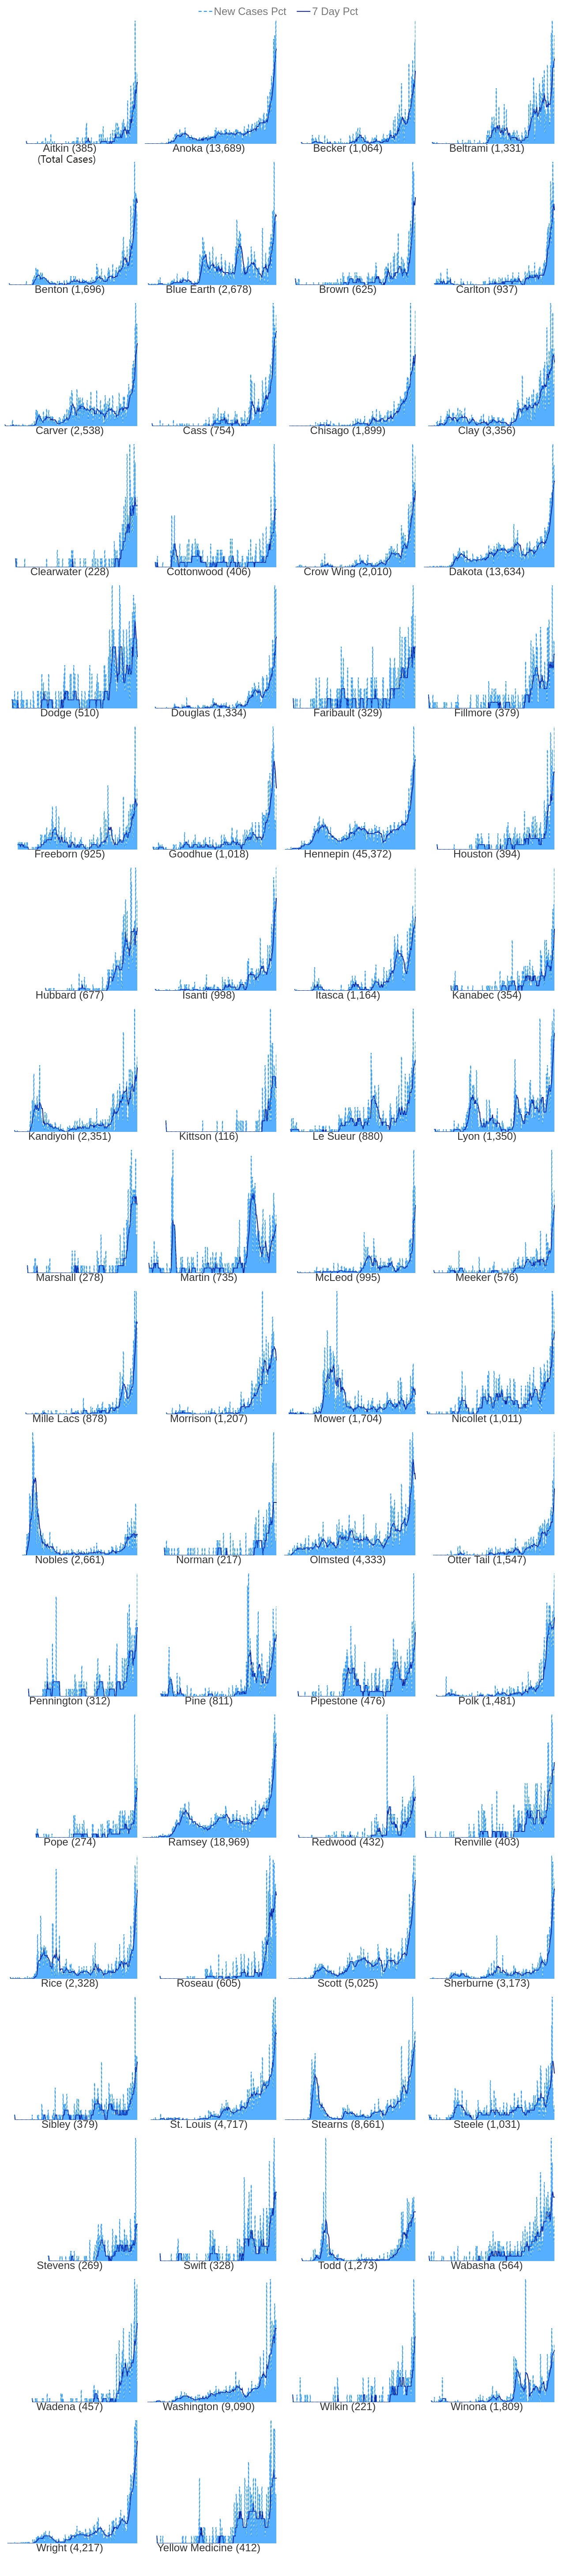 New Cases Pct 7 Day Pct
Aitkin (385) Anoka (13,689) Becker (1,064) Beltrami (1,331)
(Total Cases)
Benton (1,696) Blue Earth (2,678) Brown (625) Carlton (937)
Carver (2,538) Cass (754) Chisago (1,899) Clay (3,356)
Clearwater (228) Cottonwood (406) Crow Wing (2,010) Dakota (13,634)
Dodge (510) Douglas (1,334) Faribault (329) Fillmore (379)
Freeborn (925) Goodhue (1,018) Hennepin (45,372) Houston (394)
Hubbard (677) Isanti (998) Itasca (1,164) Kanabec (354)
Kandiyohi (2,351) Kittson (116) Le Sueur (880) Lyon (1,350)
Marshall (278) Martin (735) McLeod (995) Meeker (576)
Mille Lacs (878) Morrison (1,207) Mower (1,704) Nicollet (1,011)
Nobles (2,661) Norman (217) Olmsted (4,333) Otter Tail (1,547)
Pennington (312) Pine (811) Pipestone (476) Polk (1,481)
Pope (274) Ramsey (18,969) Redwood (432) Renville (403)
Rice (2,328) Roseau (605) Scott (5,025) Sherburne (3,173)
Sibley (379) St. Louis (4,717) Stearns (8,661) Steele (1,031)
Stevens (269) Swift (328) Todd (1,273) Wabasha (564)
Wadena (457) Washington (9,090) Wilkin (221) Winona (1,809)
Wright (4,217) Yellow Medicine (412)